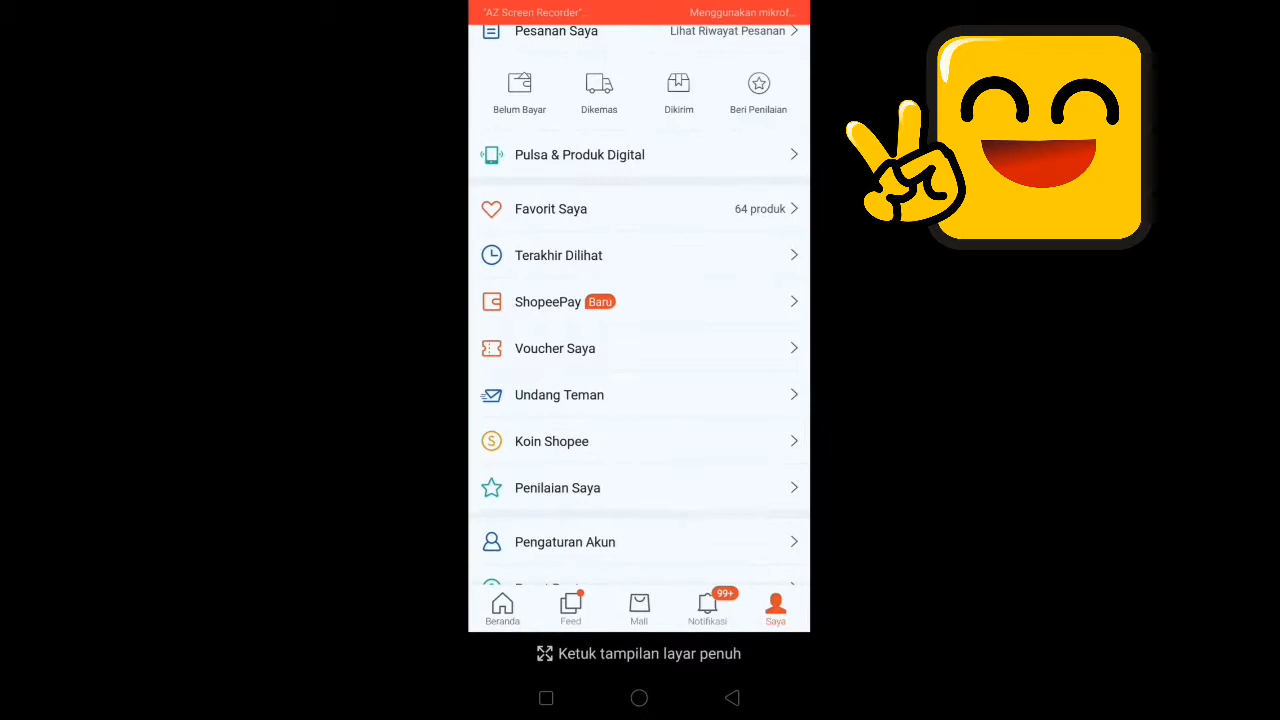 "AZ Screen Recorder"...
Menggunakan mikrof...
Pesanan Saya
Lihat Riwayat Pesanan
Belum Bayar
Dikemas
Dikirim
Beri Penilaian
Pulsa & Produk Digital
Favorit Saya
64 produk
Terakhir Dilihat
ShopeePay Baru
Voucher Saya
Undang Teman
Koin Shopee
Penilaian Saya
Pengaturan Akun
99+
Beranda
Feed
Mall
Notifikasi
Saya
Ketuk tampilan layar penuh